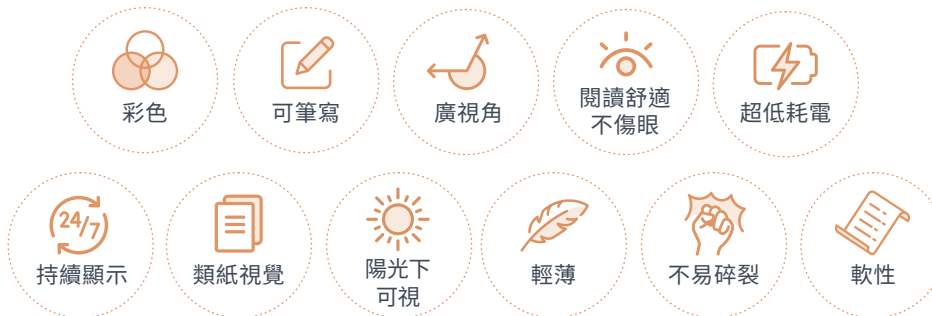 彩色
可筆寫
廣視角
閱讀舒適
不傷眼
超低耗電
24/7
持續顯示
類紙視覺
陽光下
可視
輕薄
不易碎裂
軟性